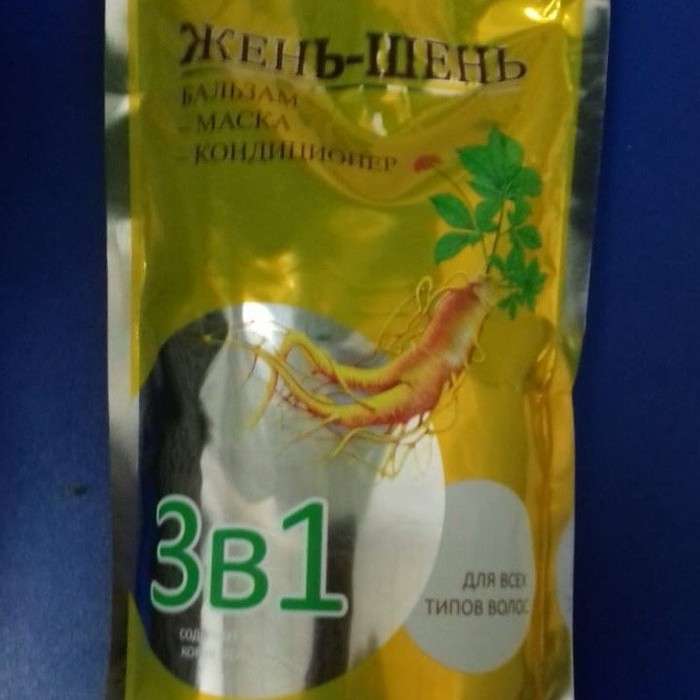 ЖЕНЬ-ШЕНЬ
БАЛЬЗАМ
- МАСКА
- КОНДИЦИОНЕР
3в1
ДЛЯ ВСЕХ
ТИПОВ ВОЛОС